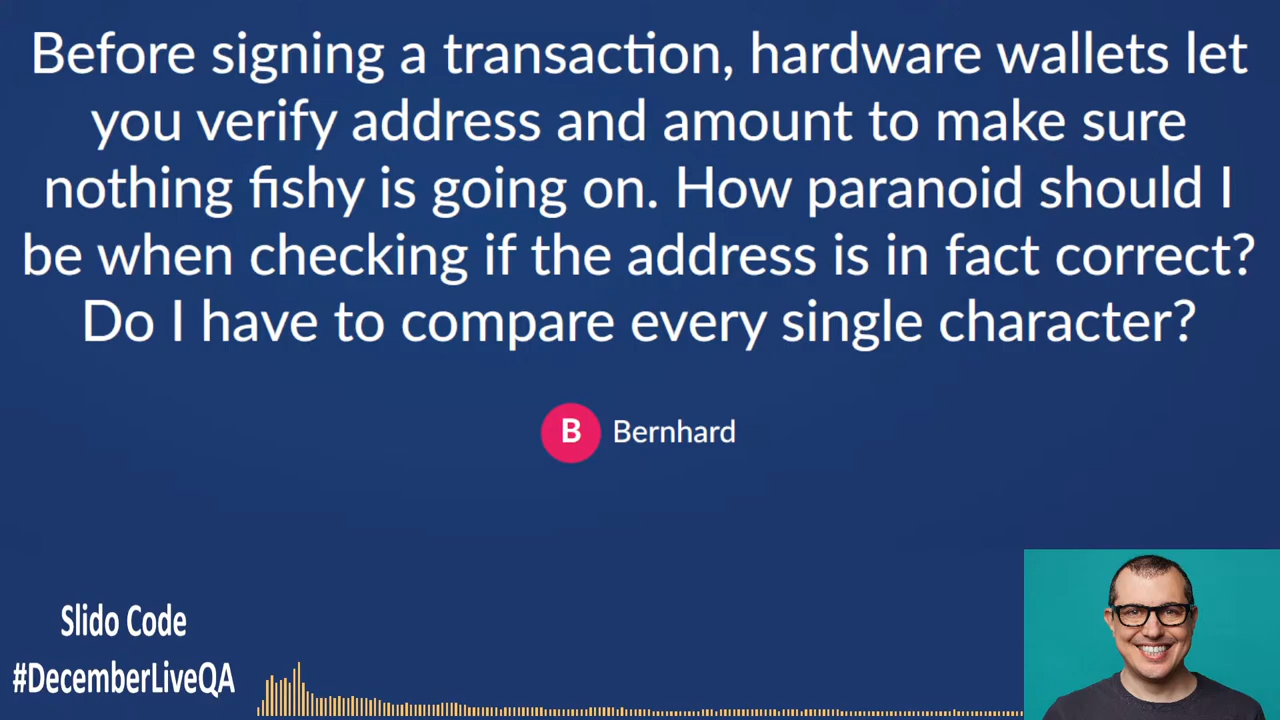 Before signing a transaction, hardware wallets let
you verify address and amount to make sure
nothing fishy is going on. How paranoid should I
be when checking if the address is in fact correct?
Do I have to compare every single character?
B Bernhard
Slido Code
#DecemberLiveQA